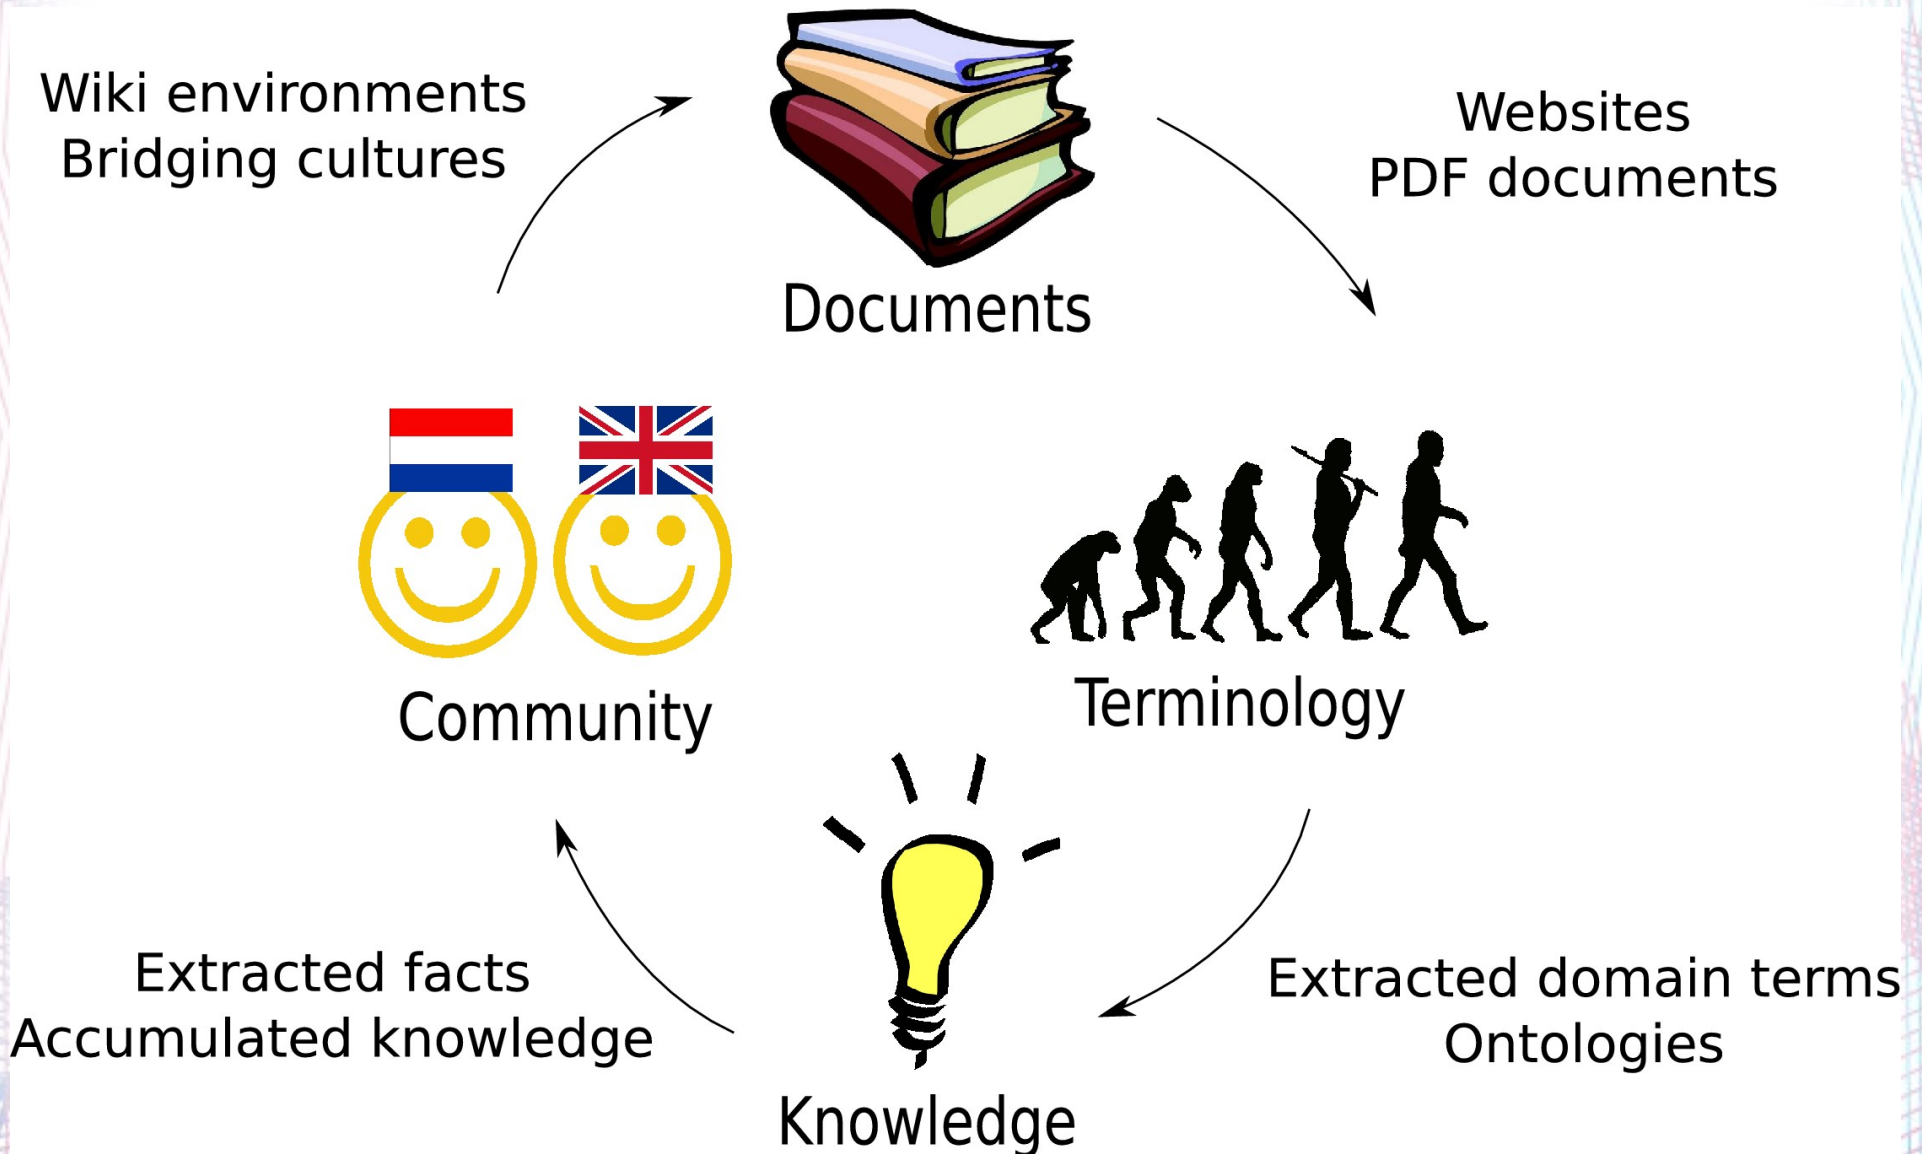 Wiki environments
Bridging cultures
Documents
Websites
PDF documents
Community
Terminology
Extracted facts
Accumulated knowledge
Knowledge
Extracted domain terms
Ontologies